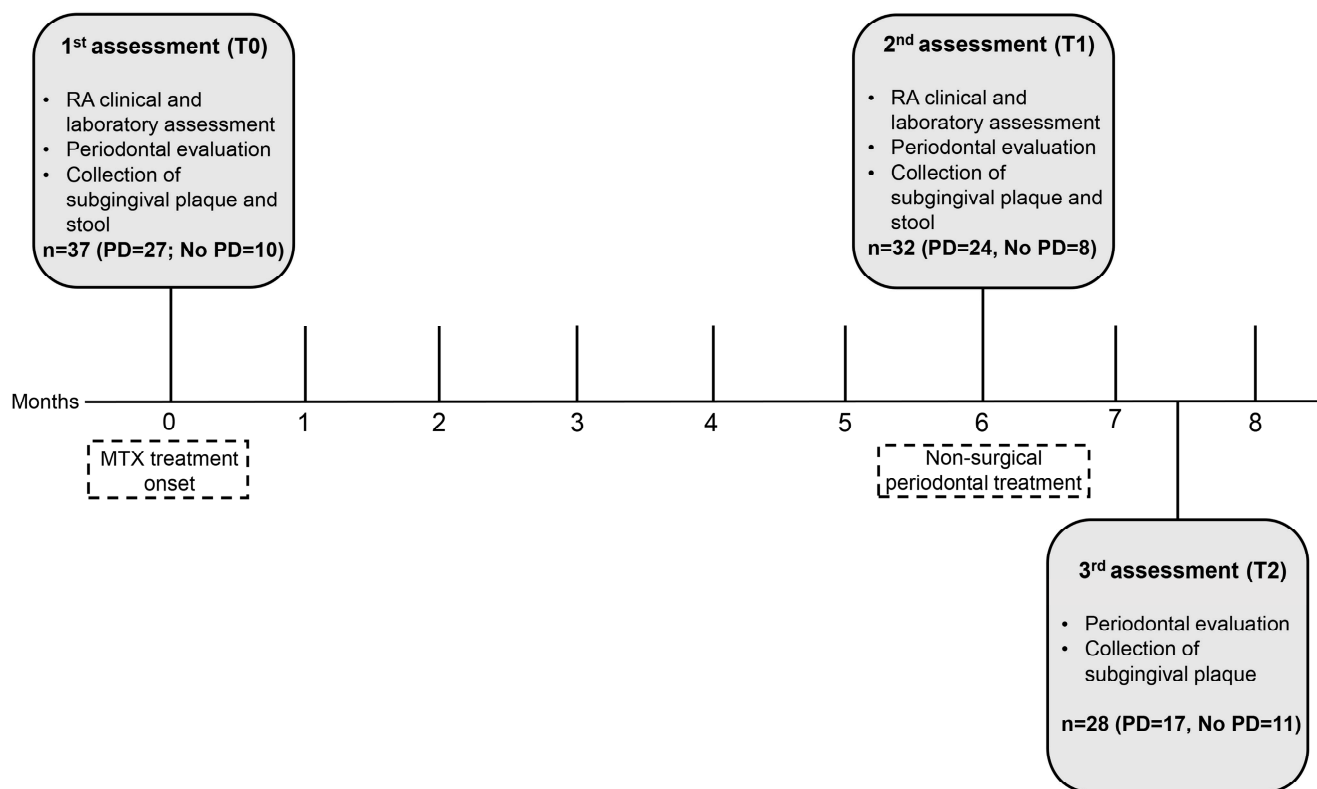 1st assessment (T0)
• RA clinical and
laboratory assessment
• Periodontal evaluation
• Collection of
subgingival plaque and
stool
n=37 (PD=27; No PD=10)
2nd assessment (T1)
• RA clinical and
laboratory assessment
• Periodontal evaluation
• Collection of
subgingival plaque and
stool
n=32 (PD=24, No PD=8)
Months
0 1 2 3 4 5 6 7 8
MTX treatment
onset
Non-surgical
periodontal treatment
3rd assessment (T2)
• Periodontal evaluation
• Collection of
subgingival plaque
n=28 (PD=17, No PD=11)